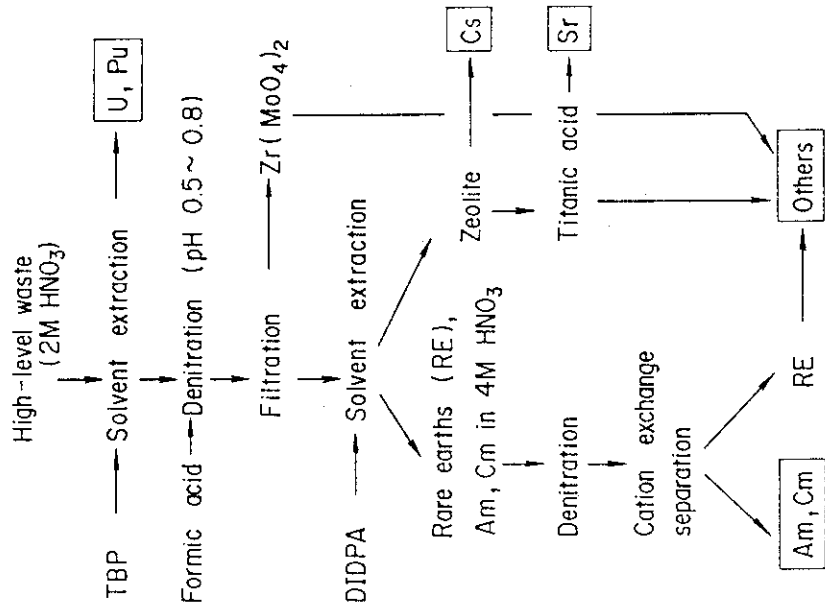 High-level waste
(2M HNO3)
TBP
Solvent extraction
U, Pu
Formic acid
Denitration (pH 0.5~0.8)
Filtration
Zr(MoO4)2
DIDPA
Solvent extraction
Rare earths (RE),
Am, Cm in 4M HNO3
Zeolite
Cs
Denitration
Titanic acid
Sr
Cation exchange
separation
Am, Cm
RE
Others